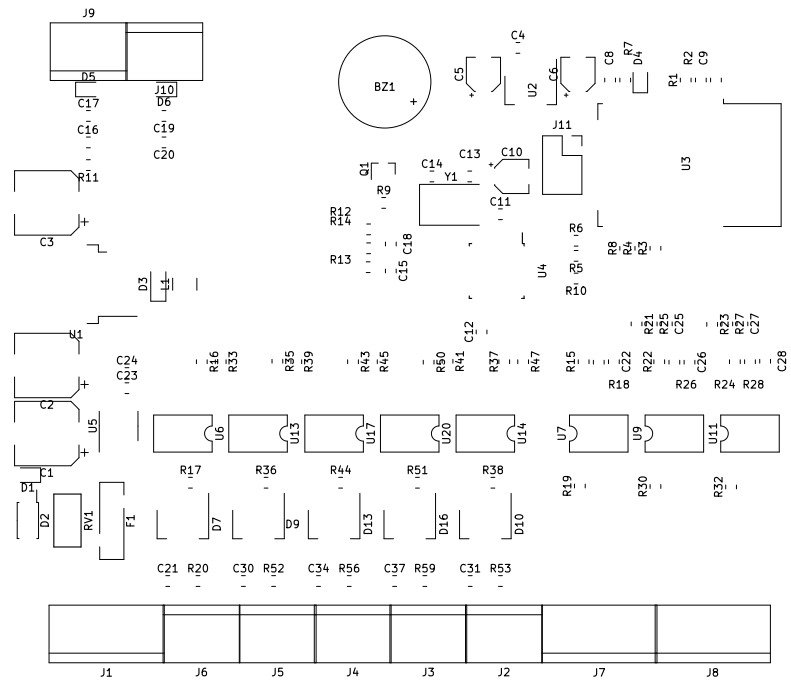 J9
C4
C5
U2
C6
C8
R7
D4
R1
R2
C9
D5
J10
BZ1
C17
D6
C16
C19
C20
J11
U3
R11
Q1
C14
C13
C10
Y1
R9
R12
R14
C11
C3
R13
C18
C15
R6
R8
R4
R3
U4
R5
R10
D3
L1
U1
C12
R21
R25
C25
R23
R27
C27
C24
C23
R16
R33
R35
R39
R43
R45
R50
R41
R37
R47
R15
C22
R22
C26
C28
R18
R26
R24
R28
C2
U5
U6
U13
U17
U20
U14
U7
U9
U11
C1
R17
R36
R44
R51
R38
R19
R30
R32
D1
D2
RV1
F1
D7
D9
D13
D16
D10
C21
R20
C30
R52
C34
R56
C37
R59
C31
R53
J1
J6
J5
J4
J3
J2
J7
J8